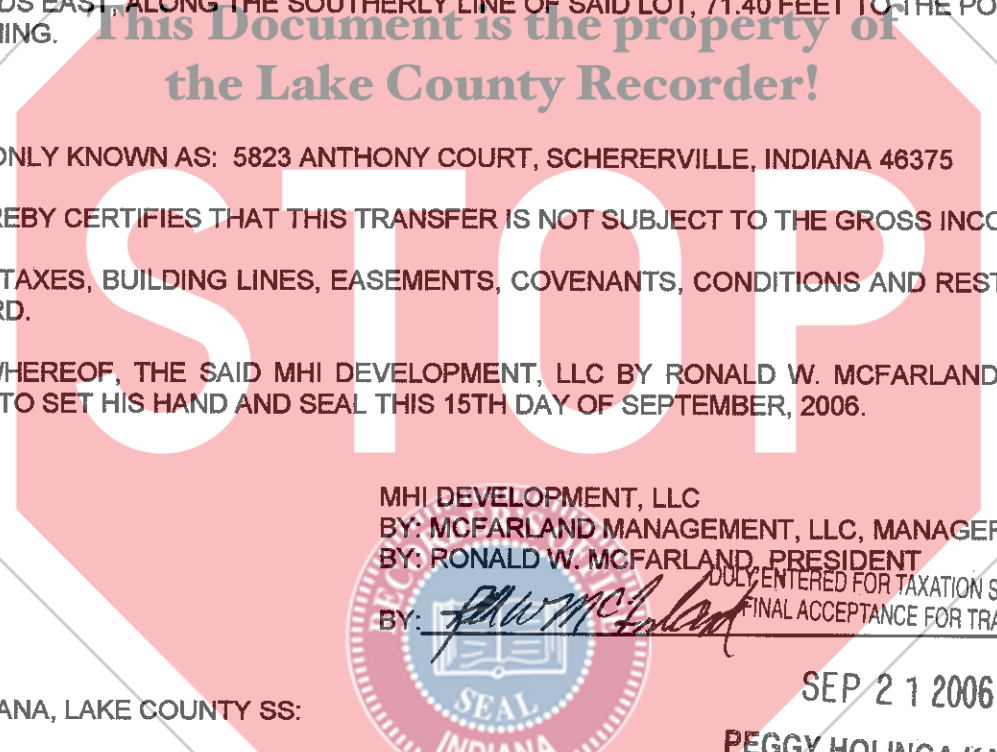 DS EAST, ALONG THE SOUTHERLY LINE OF SAID LOT, 71.40 FEET TO THE PO
ING.
This Document is the property of
the Lake County Recorder!
ONLY KNOWN AS: 5823 ANTHONY COURT, SCHERERVILLE, INDIANA 46375
REBY CERTIFIES THAT THIS TRANSFER IS NOT SUBJECT TO THE GROSS INCO
STOP
TAXES, BUILDING LINES, EASEMENTS, COVENANTS, CONDITIONS AND REST
RD.
WHEREOF, THE SAID MHI DEVELOPMENT, LLC BY RONALD W. MCFARLAND
TO SET HIS HAND AND SEAL THIS 15TH DAY OF SEPTEMBER, 2006.
MHI DEVELOPMENT, LLC
BY: MCFARLAND MANAGEMENT, LLC, MANAGER
BY: RONALD W. MCFARLAND, PRESIDENT
DULY ENTERED FOR TAXATION S
FINAL ACCEPTANCE FOR TRA
BY:
SEAL
INDIANA
SEP 21 2006
ANA, LAKE COUNTY SS:
PEGGY HOLINGA